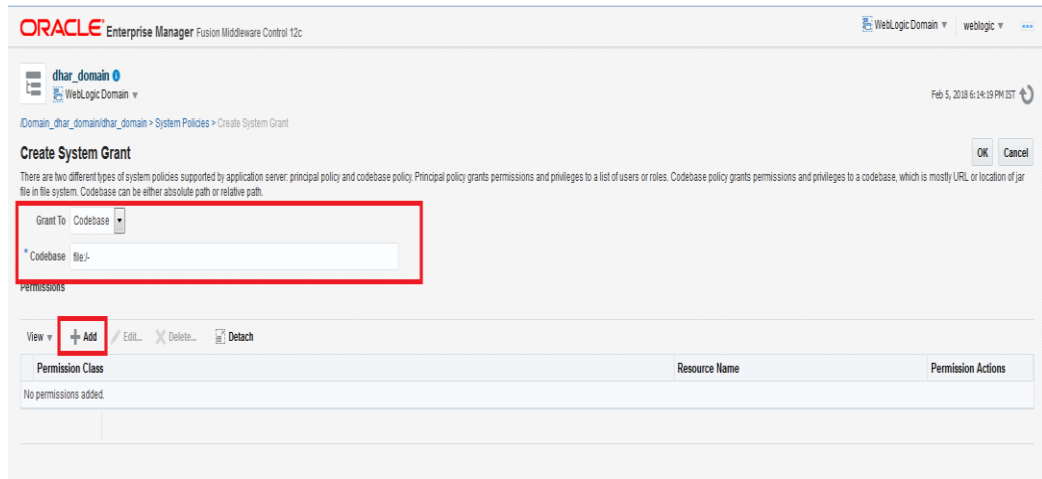 ORACLE Enterprise Manager Fusion Middleware Control 12c
WebLogic Domain weblogic
dhar_domain
WebLogic Domain
Feb 5, 2018 6:14:19 PM IST
/Domain_dhar_domain/dhar_domain > System Policies > Create System Grant
Create System Grant
OK Cancel
There are two different types of system policies supported by application server: principal policy and codebase policy. Principal policy grants permissions and privileges to a list of users or roles. Codebase policy grants permissions and privileges to a codebase, which is mostly URL or location of jar
file in file system. Codebase can be either absolute path or relative path.
Grant To Codebase
* Codebase file:/-
Permissions
View Add Edit... Delete... Detach
Permission Class Resource Name Permission Actions
No permissions added.